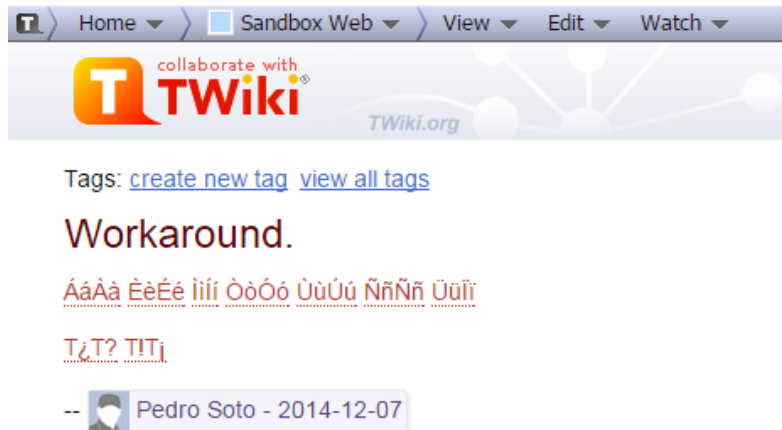 T Home Sandbox Web View Edit Watch
T collaborate with
TWiki®
TWiki.org
Tags: create new tag view all tags
Workaround.
ÁáÀà ÈèÉé ÌìÍí ÒòÓó ÙùÚú ÑñÑñ ÜüÏï
T¿T? T!T¡
-- Pedro Soto - 2014-12-07